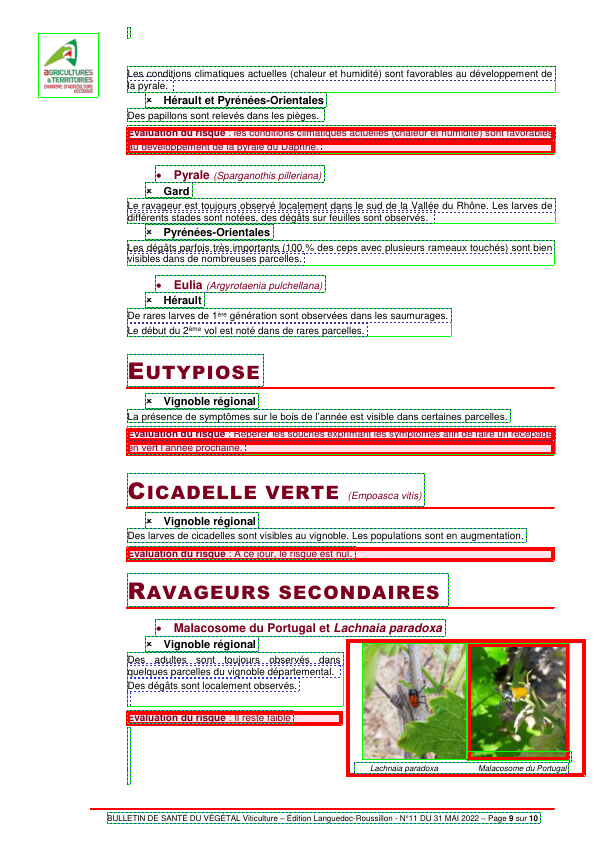 AGRICULTURES
& TERRITOIRES
CHAMBRE D'AGRICULTURE
OCCITANIE
Les conditions climatiques actuelles (chaleur et humidité) sont favorables au développement de
la pyrale.
× Hérault et Pyrénées-Orientales
Des papillons sont relevés dans les pièges.
Evaluation du risque : les conditions climatiques actuelles (chaleur et humidité) sont favorables
au développement de la pyrale du Daphné.
• Pyrale (Sparganothis pilleriana)
× Gard
Le ravageur est toujours observé localement dans le sud de la Vallée du Rhône. Les larves de
différents stades sont notées, des dégâts sur feuilles sont observés.
× Pyrénées-Orientales
Les dégâts parfois très importants (100 % des ceps avec plusieurs rameaux touchés) sont bien
visibles dans de nombreuses parcelles.
• Eulia (Argyrotaenia pulchellana)
× Hérault
De rares larves de 1ère génération sont observées dans les saumurages.
Le début du 2ème vol est noté dans de rares parcelles.
EUTYPIOSE
× Vignoble régional
La présence de symptômes sur le bois de l'année est visible dans certaines parcelles.
Evaluation du risque : Repérer les souches exprimant les symptômes afin de faire un recépage
en vert l'année prochaine.
CICADELLE VERTE (Empoasca vitis)
× Vignoble régional
Des larves de cicadelles sont visibles au vignoble. Les populations sont en augmentation.
Evaluation du risque : A ce jour, le risque est nul.
RAVAGEURS SECONDAIRES
• Malacosome du Portugal et Lachnaia paradoxa
× Vignoble régional
Des adultes sont toujours observés dans
quelques parcelles du vignoble départemental.
Des dégâts sont localement observés.
Evaluation du risque : Il reste faible
Lachnaia paradoxa Malacosome du Portugal
BULLETIN DE SANTÉ DU VÉGÉTAL Viticulture – Édition Languedoc-Roussillon - N°11 DU 31 MAI 2022 – Page 9 sur 10